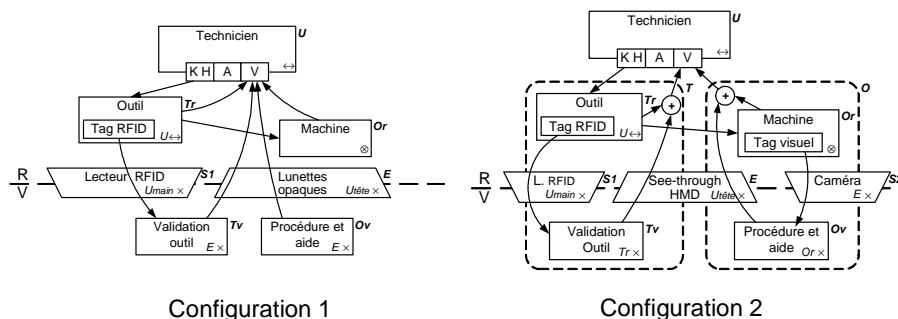 Technicien
U
K H
A
V
↔
Outil
Tr
Tag RFID
U↔
Machine
Or
⊗
R
V
Lecteur RFID
S1
Umain ×
Lunettes
opaques
E
Utête ×
Validation
outil
Tv
E ×
Procédure et
aide
Ov
E ×
Configuration 1
Technicien
U
K H
A
V
↔
T
O
Outil
Tr
Tag RFID
U↔
+
+
Machine
Or
Tag visuel
⊗
R
V
L. RFID
S1
Umain ×
See-through
HMD
E
Utête ×
Caméra
S2
E ×
Validation
Outil
Tv
Tr ×
Procédure et
aide
Ov
Or ×
Configuration 2